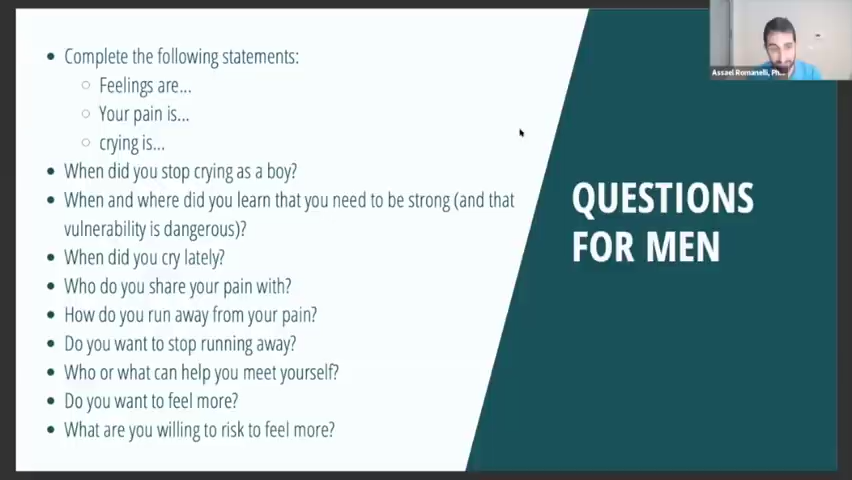 Complete the following statements:
Feelings are...
Your pain is...
crying is...
When did you stop crying as a boy?
When and where did you learn that you need to be strong (and that
vulnerability is dangerous)?
When did you cry lately?
Who do you share your pain with?
How do you run away from your pain?
Do you want to stop running away?
Who or what can help you meet yourself?
Do you want to feel more?
What are you willing to risk to feel more?
QUESTIONS
FOR MEN
Assael Romanelli, Ph...